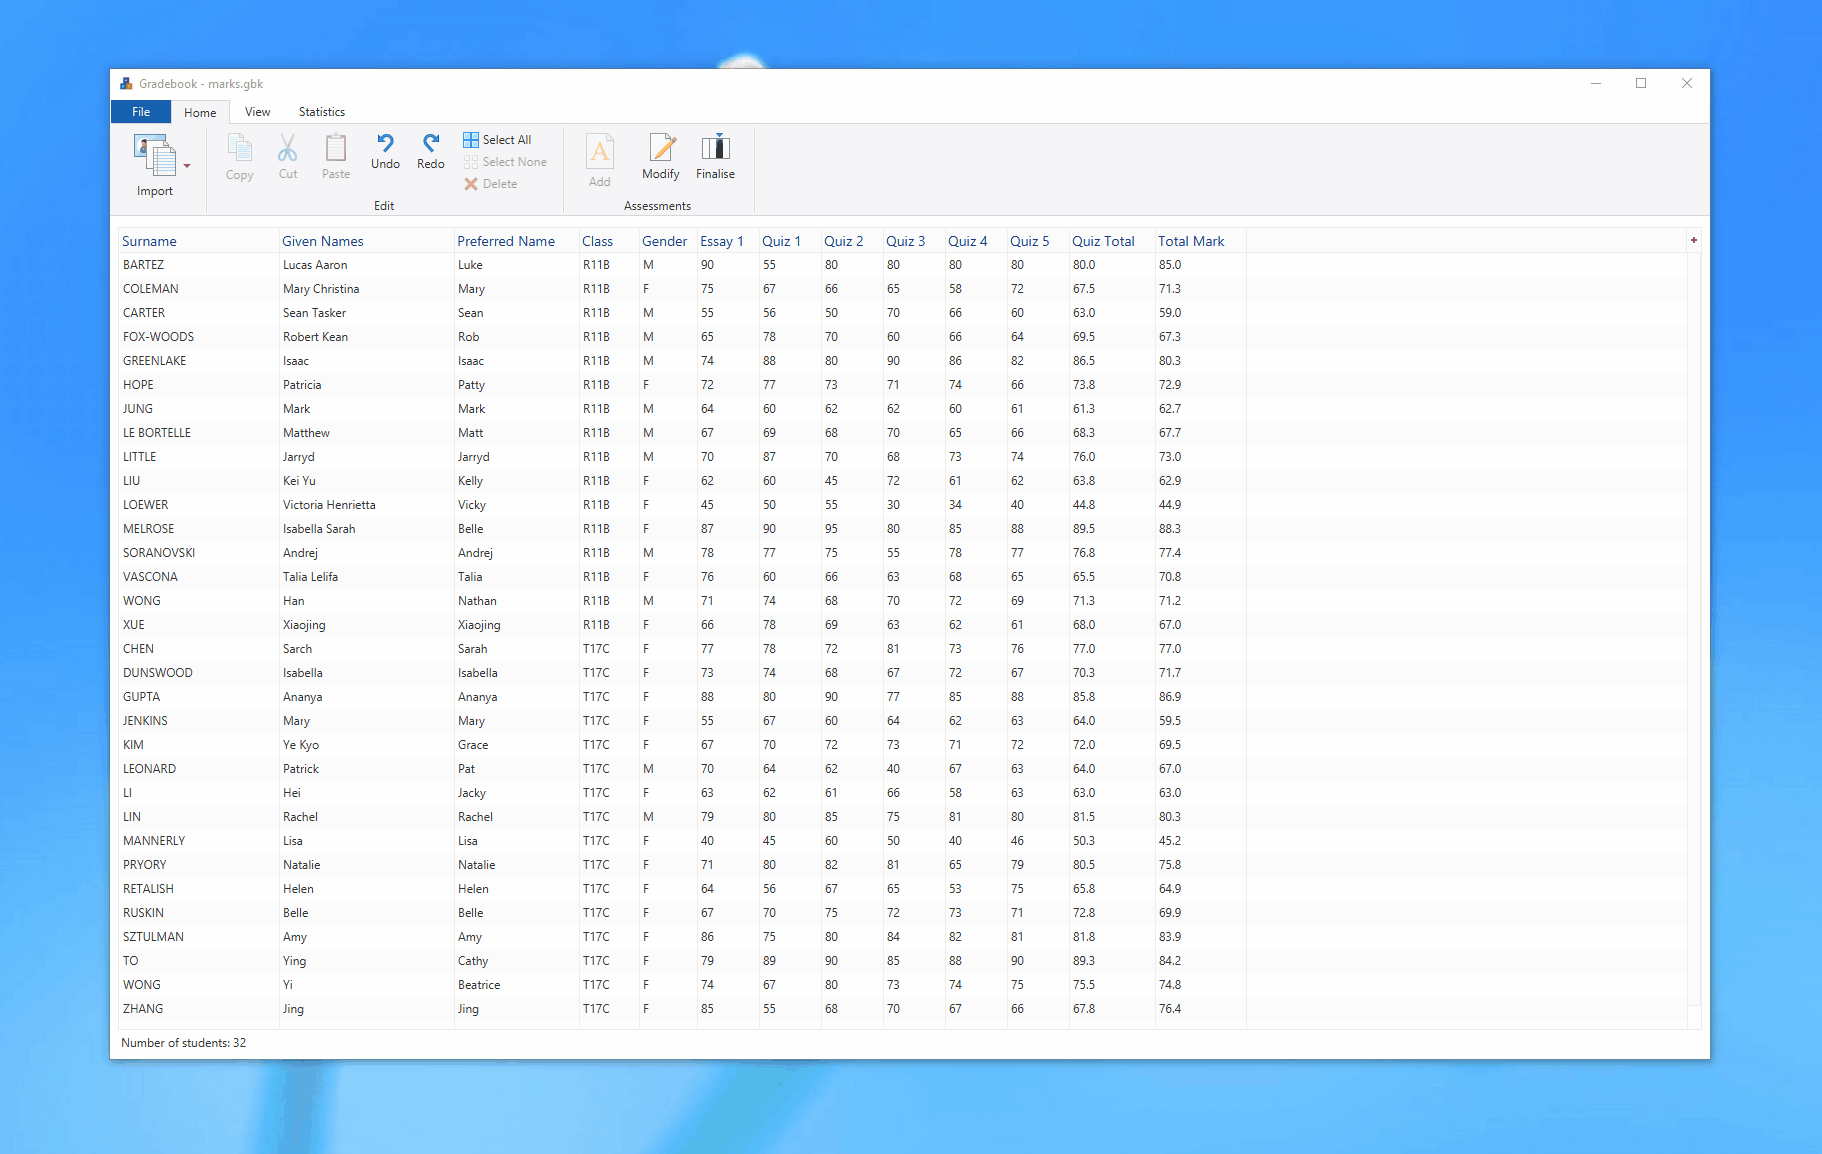 Gradebook - marks.gbk
File Home View Statistics
Import
Copy Cut Paste Undo Redo Select All Select None Delete
Edit
Add Modify Finalise
Assessments
Surname Given Names Preferred Name Class Gender Essay 1 Quiz 1 Quiz 2 Quiz 3 Quiz 4 Quiz 5 Quiz Total Total Mark
BARTEZ Lucas Aaron Luke R11B M 90 55 80 80 80 80 80.0 85.0
COLEMAN Mary Christina Mary R11B F 75 67 66 65 58 72 67.5 71.3
CARTER Sean Tasker Sean R11B M 55 56 50 70 66 60 63.0 59.0
FOX-WOODS Robert Kean Rob R11B M 65 78 70 60 66 64 69.5 67.3
GREENLAKE Isaac Isaac R11B M 74 88 80 90 86 82 86.5 80.3
HOPE Patricia Patty R11B F 72 77 73 71 74 66 73.8 72.9
JUNG Mark Mark R11B M 64 60 62 62 60 61 61.3 62.7
LE BORTELLE Matthew Matt R11B M 67 69 68 70 65 66 68.3 67.7
LITTLE Jarryd Jarryd R11B M 70 87 70 68 73 74 76.0 73.0
LIU Kei Yu Kelly R11B F 62 60 45 72 61 62 63.8 62.9
LOEWER Victoria Henrietta Vicky R11B F 45 50 55 30 34 40 44.8 44.9
MELROSE Isabella Sarah Belle R11B F 87 90 95 80 85 88 89.5 88.3
SORANOVSKI Andrej Andrej R11B M 78 77 75 55 78 77 76.8 77.4
VASCONA Talia Lelifa Talia R11B F 76 60 66 63 68 65 65.5 70.8
WONG Han Nathan R11B M 71 74 68 70 72 69 71.3 71.2
XUE Xiaojing Xiaojing R11B F 66 78 69 63 62 61 68.0 67.0
CHEN Sarch Sarah T17C F 77 78 72 81 73 76 77.0 77.0
DUNSWOOD Isabella Isabella T17C F 73 74 68 67 72 67 70.3 71.7
GUPTA Ananya Ananya T17C F 88 80 90 77 85 88 85.8 86.9
JENKINS Mary Mary T17C F 55 67 60 64 62 63 64.0 59.5
KIM Ye Kyo Grace T17C F 67 70 72 73 71 72 72.0 69.5
LEONARD Patrick Pat T17C M 70 64 62 40 67 63 64.0 67.0
LI Hei Jacky T17C F 63 62 61 66 58 63 63.0 63.0
LIN Rachel Rachel T17C M 79 80 85 75 81 80 81.5 80.3
MANNERLY Lisa Lisa T17C F 40 45 60 50 40 46 50.3 45.2
PRYORY Natalie Natalie T17C F 71 80 82 81 65 79 80.5 75.8
RETALISH Helen Helen T17C F 64 56 67 65 53 75 65.8 64.9
RUSKIN Belle Belle T17C F 67 70 75 72 73 71 72.8 69.9
SZTULMAN Amy Amy T17C F 86 75 80 84 82 81 81.8 83.9
TO Ying Cathy T17C F 79 89 90 85 88 90 89.3 84.2
WONG Yi Beatrice T17C F 74 67 80 73 74 75 75.5 74.8
ZHANG Jing Jing T17C F 85 55 68 70 67 66 67.8 76.4
Number of students: 32